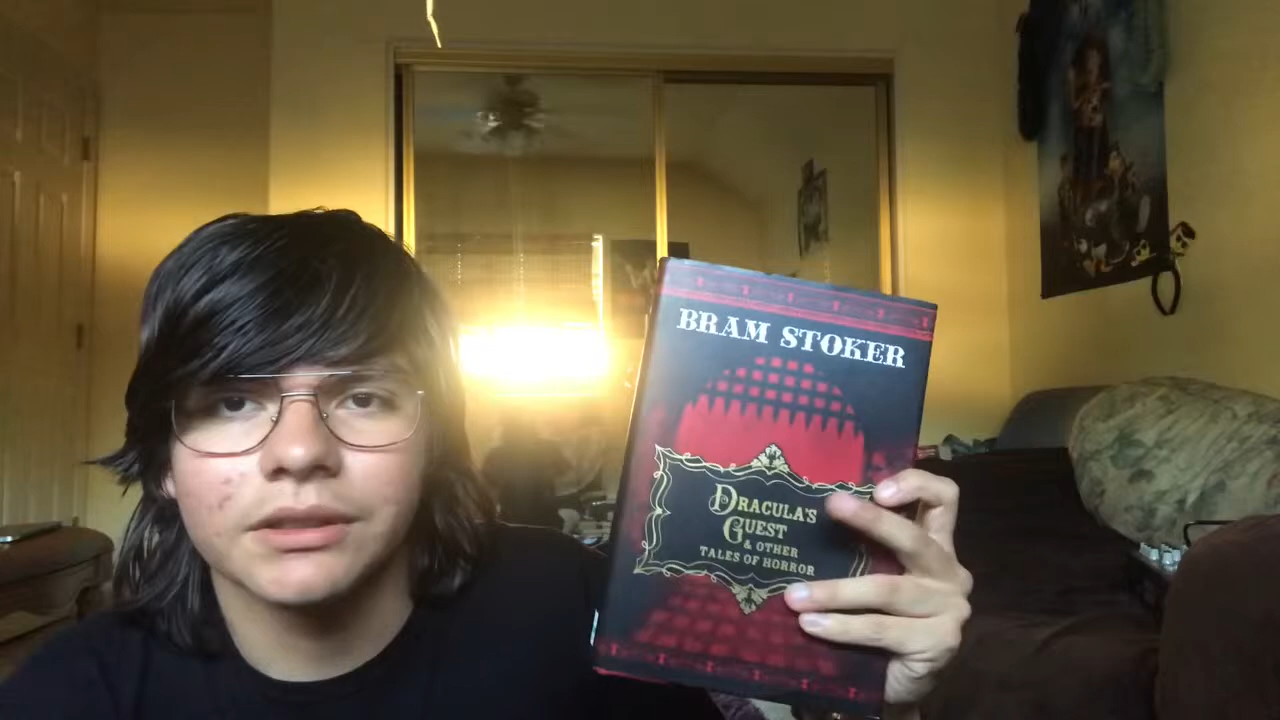 BRAM STOKER
DRACULA'S
GUEST
& OTHER
TALES OF HORROR